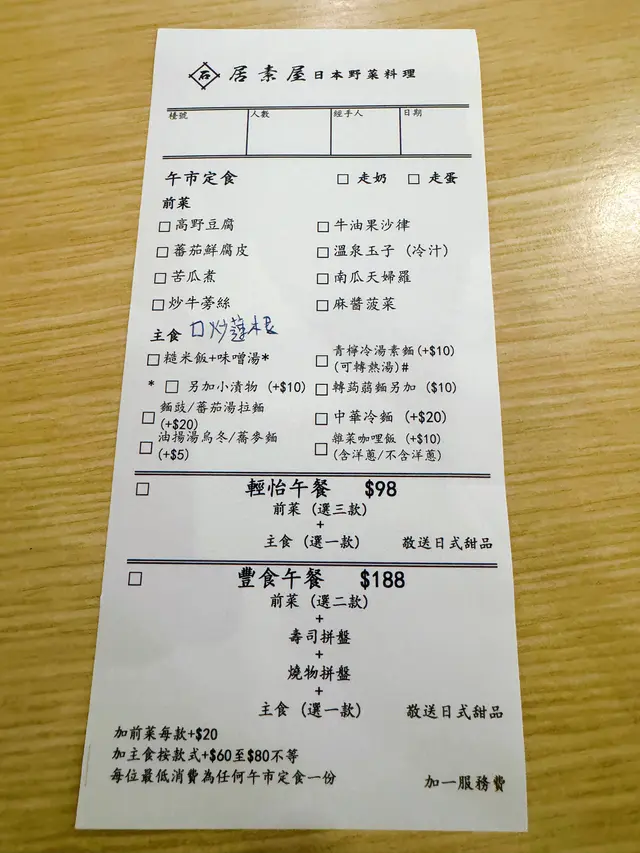 石 居素屋日本野菜料理
檯號 人數 經手人 日期
午市定食 □ 走奶 □ 走蛋
前菜
□ 高野豆腐 □ 牛油果沙律
□ 蕃茄鮮腐皮 □ 溫泉玉子 (冷汁)
□ 苦瓜煮 □ 南瓜天婦羅
□ 炒牛蒡絲 □ 麻醬菠菜
主食 □炒蓮根
□ 糙米飯+味噌湯* □ 青檸冷湯素麵(+$10)
(可轉熱湯)#
* □ 另加小漬物 (+$10) □ 轉蒟蒻麵另加 ($10)
□ 麵豉/蕃茄湯拉麵
(+$20) □ 中華冷麵 (+$20)
□ 油揚湯烏冬/蕎麥麵
(+$5) □ 雜菜咖哩飯 (+$10)
(含洋蔥/不含洋蔥)
□ 輕怡午餐 $98
前菜 (選三款)
+
主食 (選一款) 敬送日式甜品
□ 豐食午餐 $188
前菜 (選二款)
+
壽司拼盤
+
燒物拼盤
+
主食 (選一款) 敬送日式甜品
加前菜每款+$20
加主食按款式+$60至$80不等
每位最低消費為任何午市定食一份 加一服務費